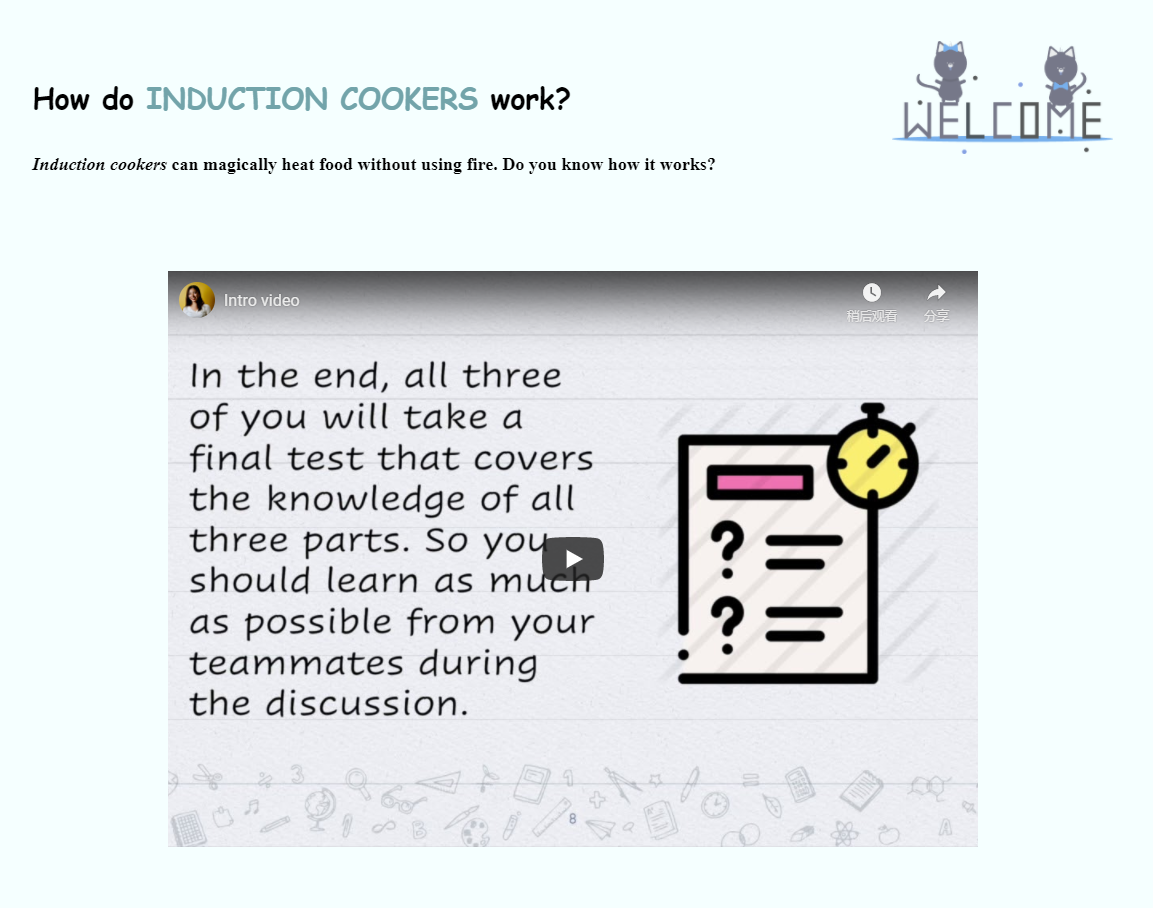 WELCOME
How do INDUCTION COOKERS work?
Induction cookers can magically heat food without using fire. Do you know how it works?
Intro video
稍后观看
分享
In the end, all three
of you will take a
final test that covers
the knowledge of all
three parts. So you
should learn as much
as possible from your
teammates during
the discussion.
8